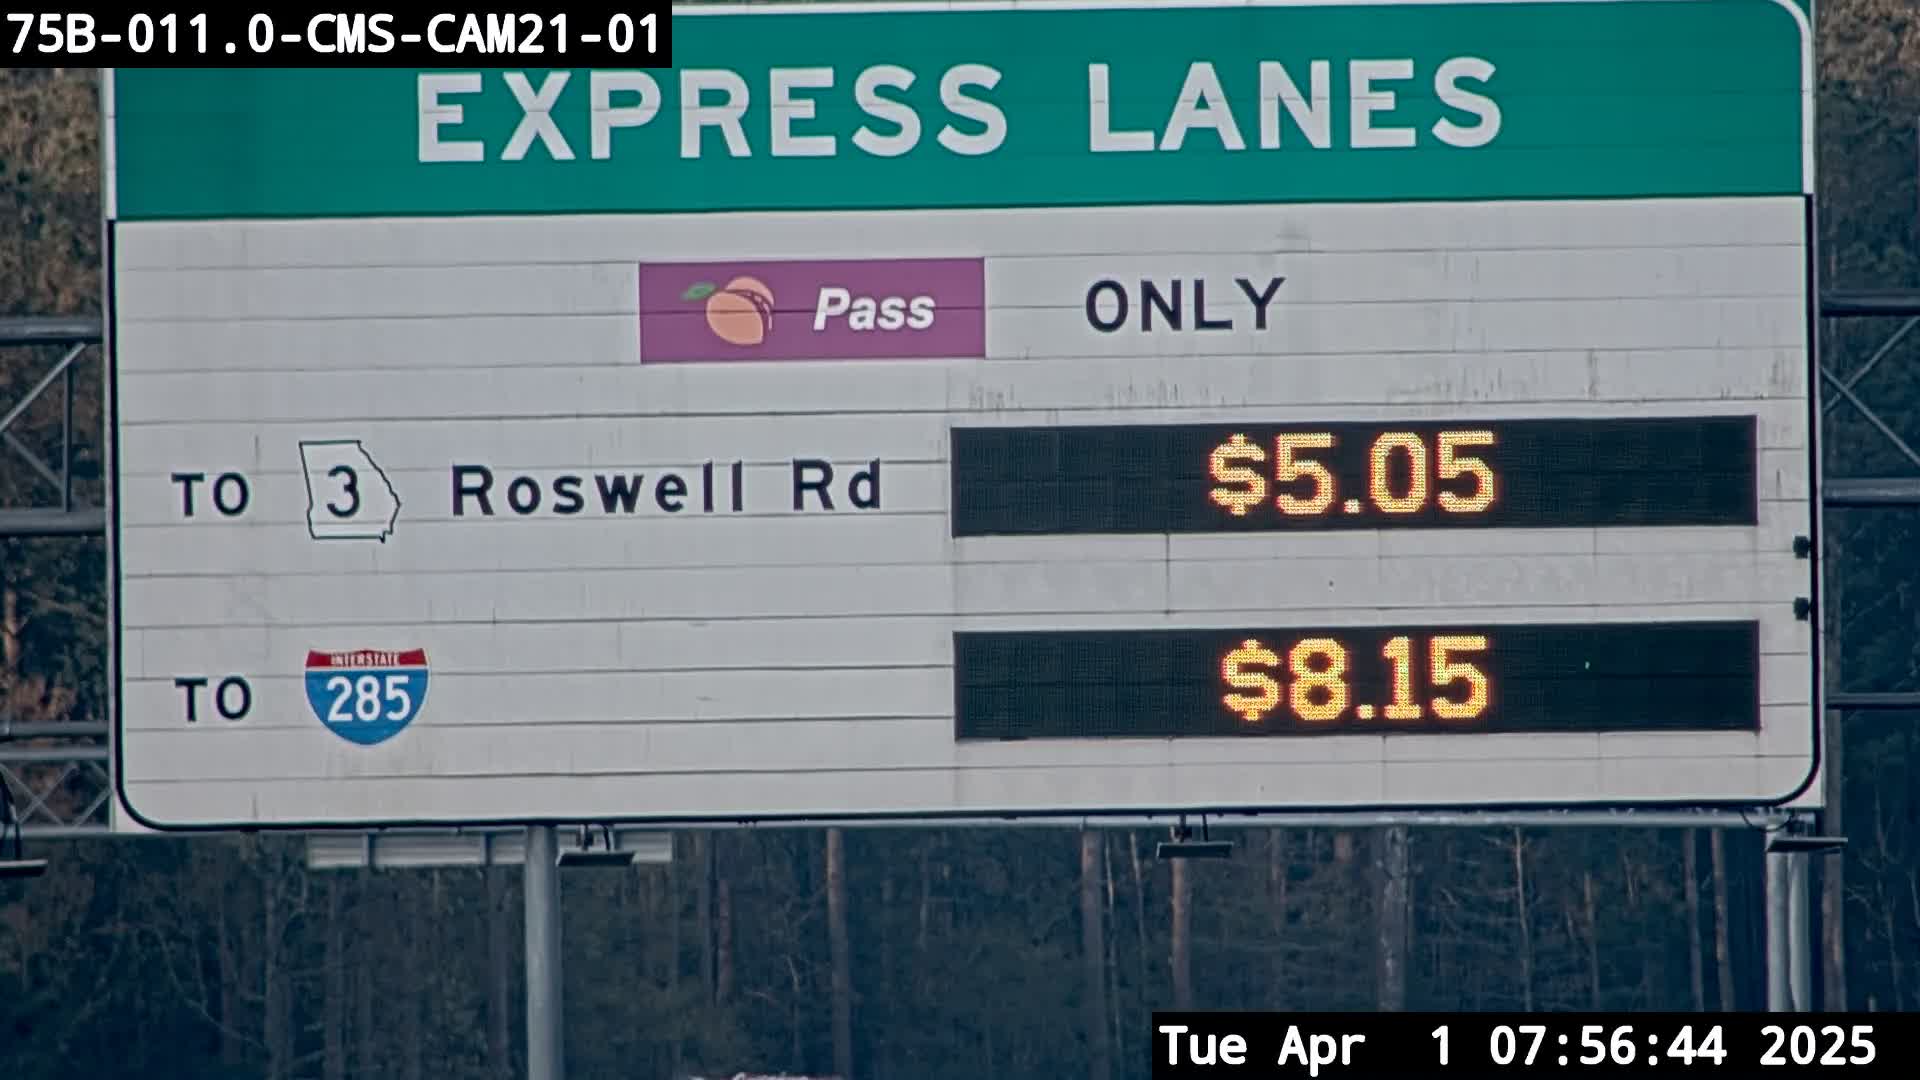 75B-011.0-CMS-CAM21-01
EXPRESS LANES
Pass ONLY
TO 3 Roswell Rd $5.05
INTERSTATE
TO 285 $8.15
Tue Apr 1 07:56:44 2025